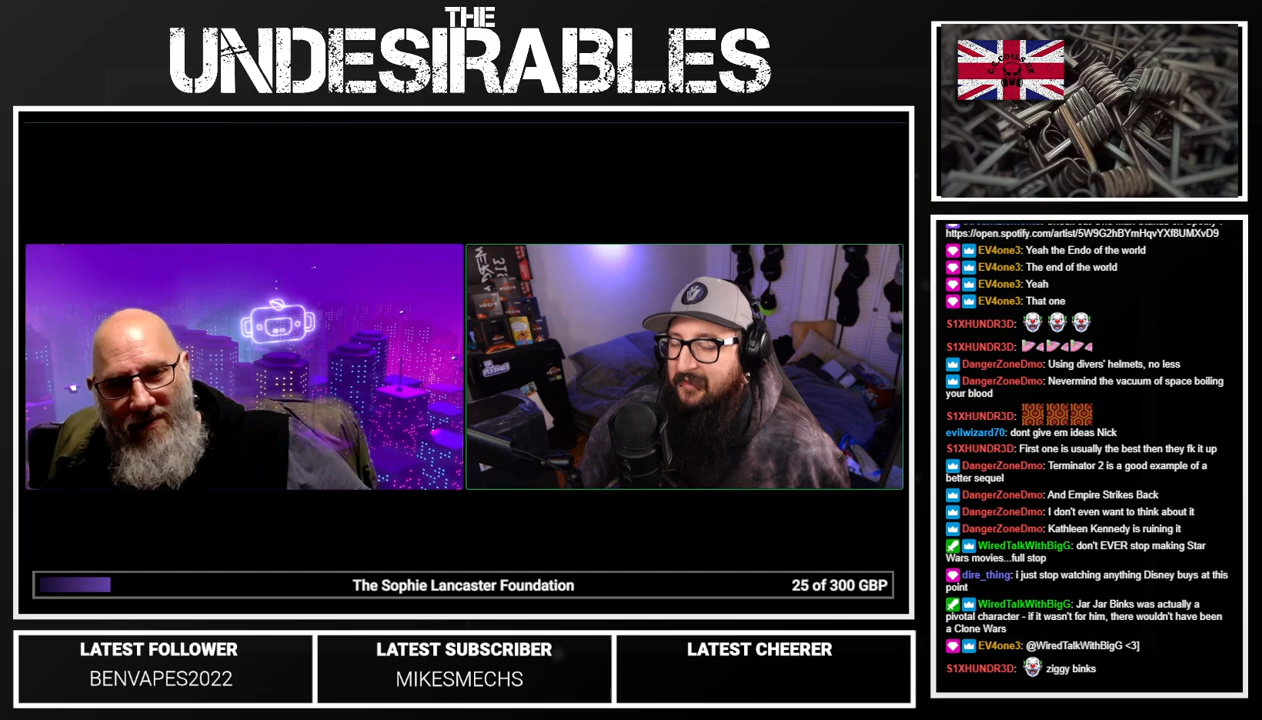 THE
UNDESIRABLES
https://open.spotify.com/artist/5W9G2hBYmHqvYXf8UMXvD9
EV4one3: Yeah the Endo of the world
EV4one3: The end of the world
EV4one3: Yeah
EV4one3: That one
S1XHUNDR3D:
S1XHUNDR3D:
DangerZoneDmo: Using divers' helmets, no less
DangerZoneDmo: Nevermind the vacuum of space boiling
your blood
S1XHUNDR3D:
evilwizard70: dont give em ideas Nick
S1XHUNDR3D: First one is usually the best then they fk it up
DangerZoneDmo: Terminator 2 is a good example of a
better sequel
DangerZoneDmo: And Empire Strikes Back
DangerZoneDmo: I don't even want to think about it
DangerZoneDmo: Kathleen Kennedy is ruining it
WiredTalkWithBigG: don't EVER stop making Star
Wars movies...full stop
dire_thing: i just stop watching anything Disney buys at this
point
WiredTalkWithBigG: Jar Jar Binks was actually a
pivotal character - if it wasn't for him, there wouldn't have been
a Clone Wars
EV4one3: @WiredTalkWithBigG <3]
S1XHUNDR3D: ziggy binks
The Sophie Lancaster Foundation
25 of 300 GBP
LATEST FOLLOWER
BENVAPES2022
LATEST SUBSCRIBER
MIKESMECHS
LATEST CHEERER